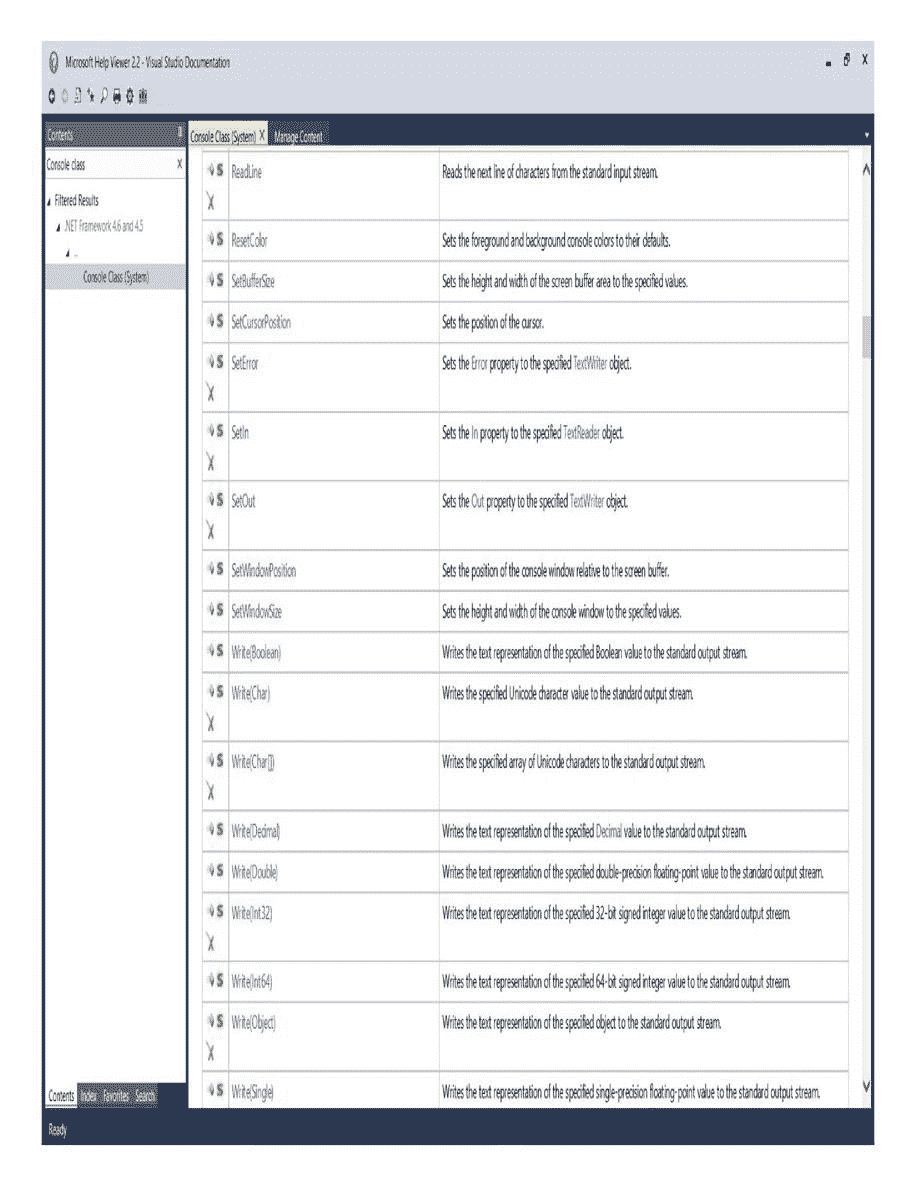 Microsoft Help Viewer 2.2 - Visual Studio Documentation
Contents
Console Class (System) X
Manage Content
Console class X
Filtered Results
.NET Framework 4.6 and 4.5
...
Console Class (System)
ReadLine Reads the next line of characters from the standard input stream.
ResetColor Sets the foreground and background console colors to their defaults.
SetBufferSize Sets the height and width of the screen buffer area to the specified values.
SetCursorPosition Sets the position of the cursor.
SetError Sets the Error property to the specified TextWriter object.
SetIn Sets the In property to the specified TextReader object.
SetOut Sets the Out property to the specified TextWriter object.
SetWindowPosition Sets the position of the console window relative to the screen buffer.
SetWindowSize Sets the height and width of the console window to the specified values.
Write(Boolean) Writes the text representation of the specified Boolean value to the standard output stream.
Write(Char) Writes the specified Unicode character value to the standard output stream.
Write(Char[]) Writes the specified array of Unicode characters to the standard output stream.
Write(Decimal) Writes the text representation of the specified Decimal value to the standard output stream.
Write(Double) Writes the text representation of the specified double-precision floating-point value to the standard output stream.
Write(Int32) Writes the text representation of the specified 32-bit signed integer value to the standard output stream.
Write(Int64) Writes the text representation of the specified 64-bit signed integer value to the standard output stream.
Write(Object) Writes the text representation of the specified object to the standard output stream.
Write(Single) Writes the text representation of the specified single-precision floating-point value to the standard output stream.
Contents Index Favorites Search
Ready